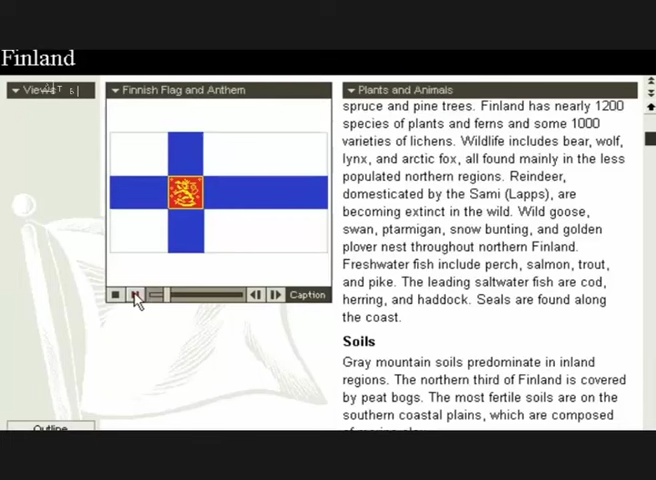 Finland
Views
Finnish Flag and Anthem
Plants and Animals
spruce and pine trees. Finland has nearly 1200
species of plants and ferns and some 1000
varieties of lichens. Wildlife includes bear, wolf,
lynx, and arctic fox, all found mainly in the less
populated northern regions. Reindeer,
domesticated by the Sami (Lapps), are
becoming extinct in the wild. Wild goose,
swan, ptarmigan, snow bunting, and golden
plover nest throughout northern Finland.
Freshwater fish include perch, salmon, trout,
and pike. The leading saltwater fish are cod,
herring, and haddock. Seals are found along
the coast.
Caption
Soils
Gray mountain soils predominate in inland
regions. The northern third of Finland is covered
by peat bogs. The most fertile soils are on the
southern coastal plains, which are composed
Outline